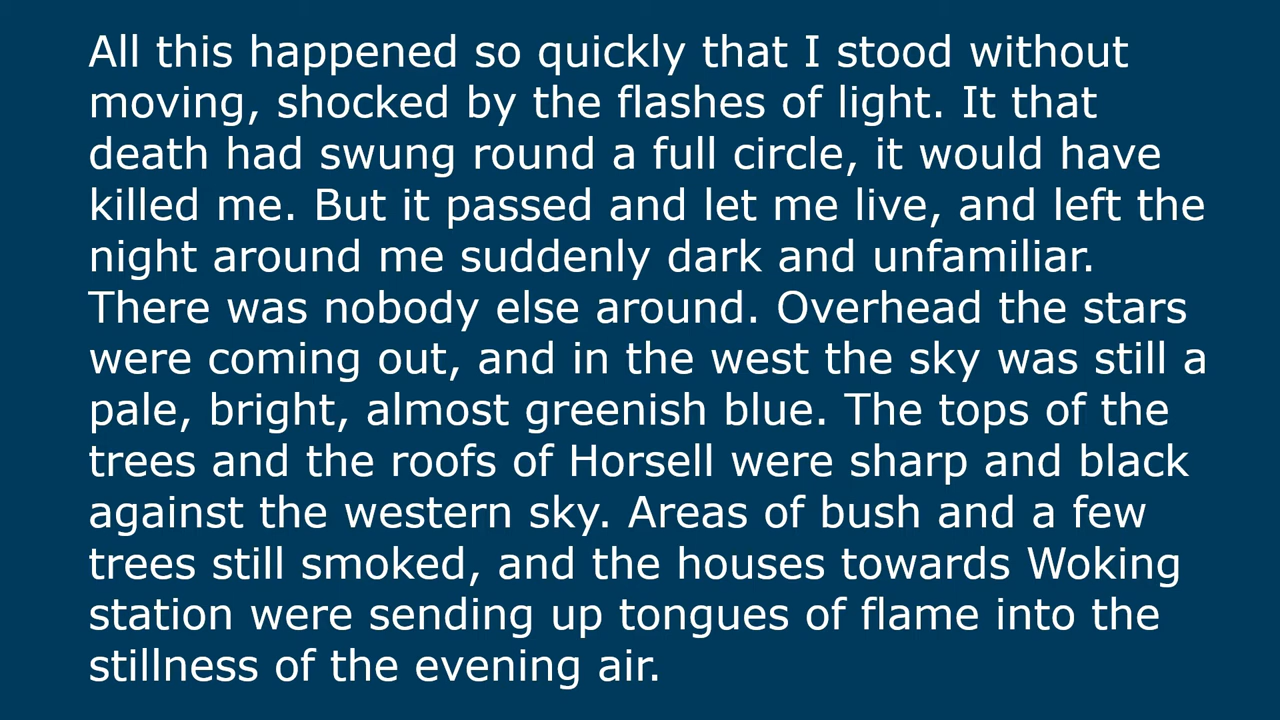 All this happened so quickly that I stood without
moving, shocked by the flashes of light. It that
death had swung round a full circle, it would have
killed me. But it passed and let me live, and left the
night around me suddenly dark and unfamiliar.
There was nobody else around. Overhead the stars
were coming out, and in the west the sky was still a
pale, bright, almost greenish blue. The tops of the
trees and the roofs of Horsell were sharp and black
against the western sky. Areas of bush and a few
trees still smoked, and the houses towards Woking
station were sending up tongues of flame into the
stillness of the evening air.